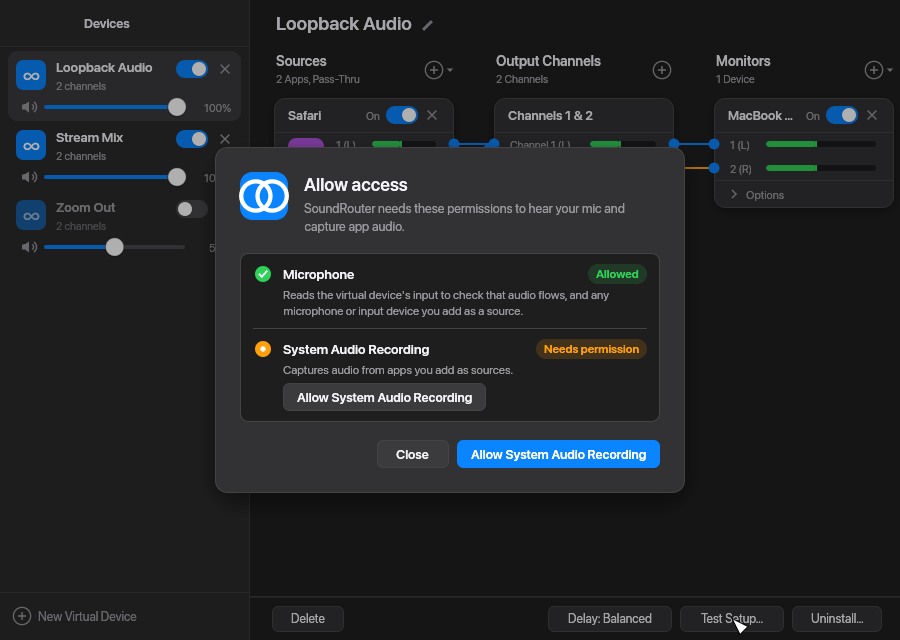 Devices
Loopback Audio
2 channels
100%
Stream Mix
2 channels
Zoom Out
2 channels
New Virtual Device
Loopback Audio
Sources
2 Apps, Pass-Thru
Output Channels
2 Channels
Monitors
1 Device
Safari
On
1 (L)
Channels 1 & 2
Channel 1 (L)
MacBook ...
On
1 (L)
2 (R)
Options
Allow access
SoundRouter needs these permissions to hear your mic and
capture app audio.
Microphone
Allowed
Reads the virtual device's input to check that audio flows, and any
microphone or input device you add as a source.
System Audio Recording
Needs permission
Captures audio from apps you add as sources.
Allow System Audio Recording
Close
Allow System Audio Recording
Delete
Delay: Balanced
Test Setup...
Uninstall...